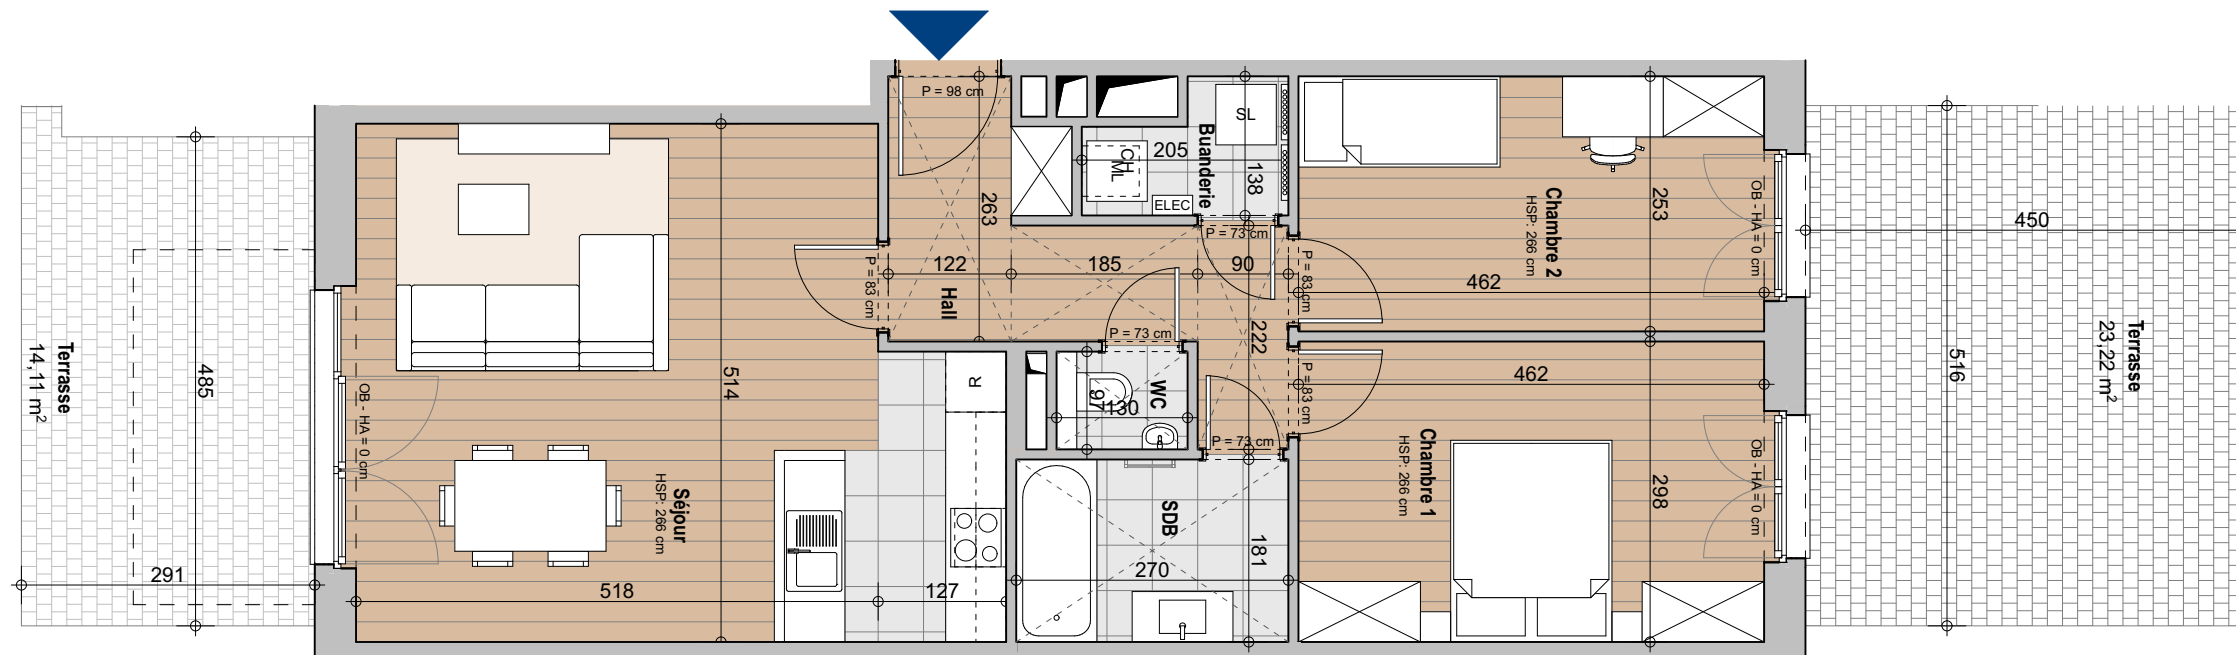 P = 98 cm
SL
Buanderie
205
CH
ML
138
ELEC
263
P = 73 cm
122
185
90
Hall
P = 83 cm
P = 73 cm
222
P = 83 cm
Chambre 2
HSP: 266 cm
253
462
OB - HA = 0 cm
450
516
Terrasse
23,22 m²
Terrasse
14,11 m²
485
291
OB - HA = 0 cm
514
Séjour
HSP: 266 cm
518
127
R
WC
97
130
P = 73 cm
SDB
181
270
P = 83 cm
462
Chambre 1
HSP: 266 cm
298
OB - HA = 0 cm